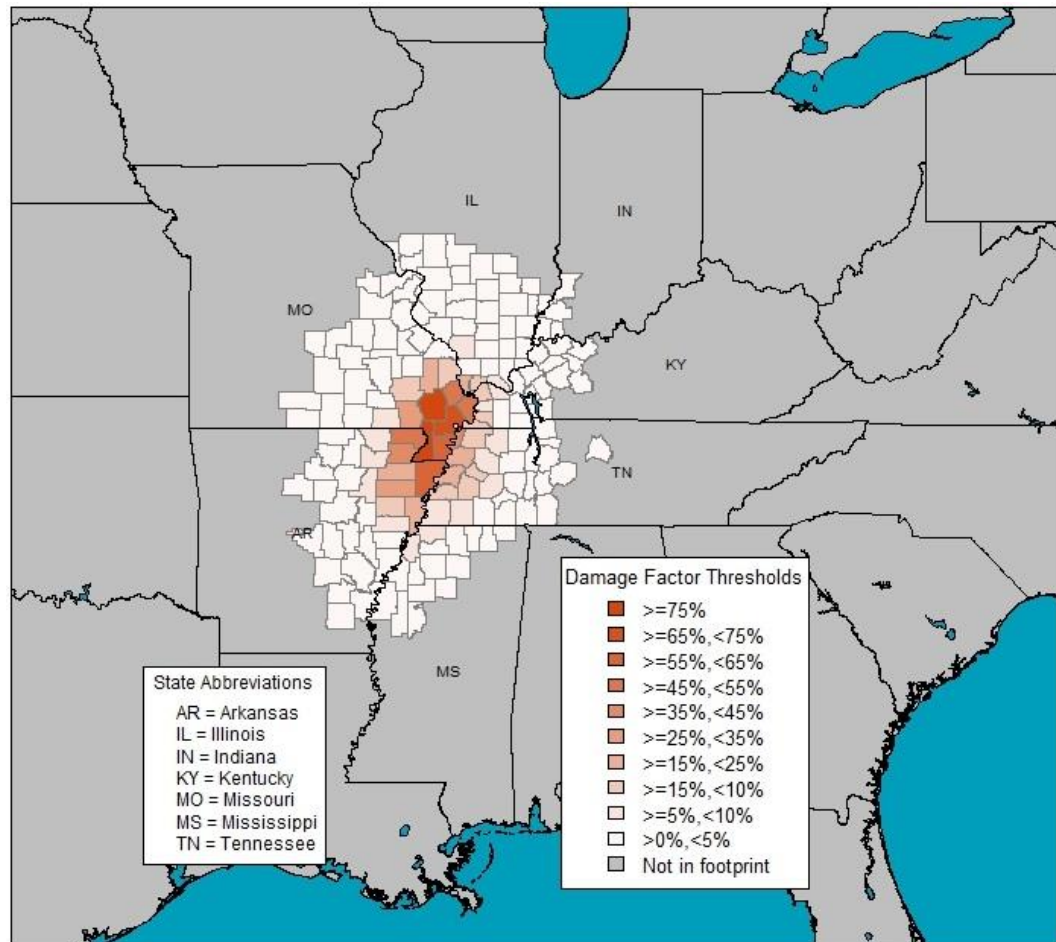 IL
IN
MO
KY
TN
AR
MS
Damage Factor Thresholds
>=75%
>=65%,<75%
>=55%,<65%
>=45%,<55%
>=35%,<45%
>=25%,<35%
>=15%,<25%
>=15%,<10%
>=5%,<10%
>0%,<5%
Not in footprint
State Abbreviations
AR = Arkansas
IL = Illinois
IN = Indiana
KY = Kentucky
MO = Missouri
MS = Mississippi
TN = Tennessee